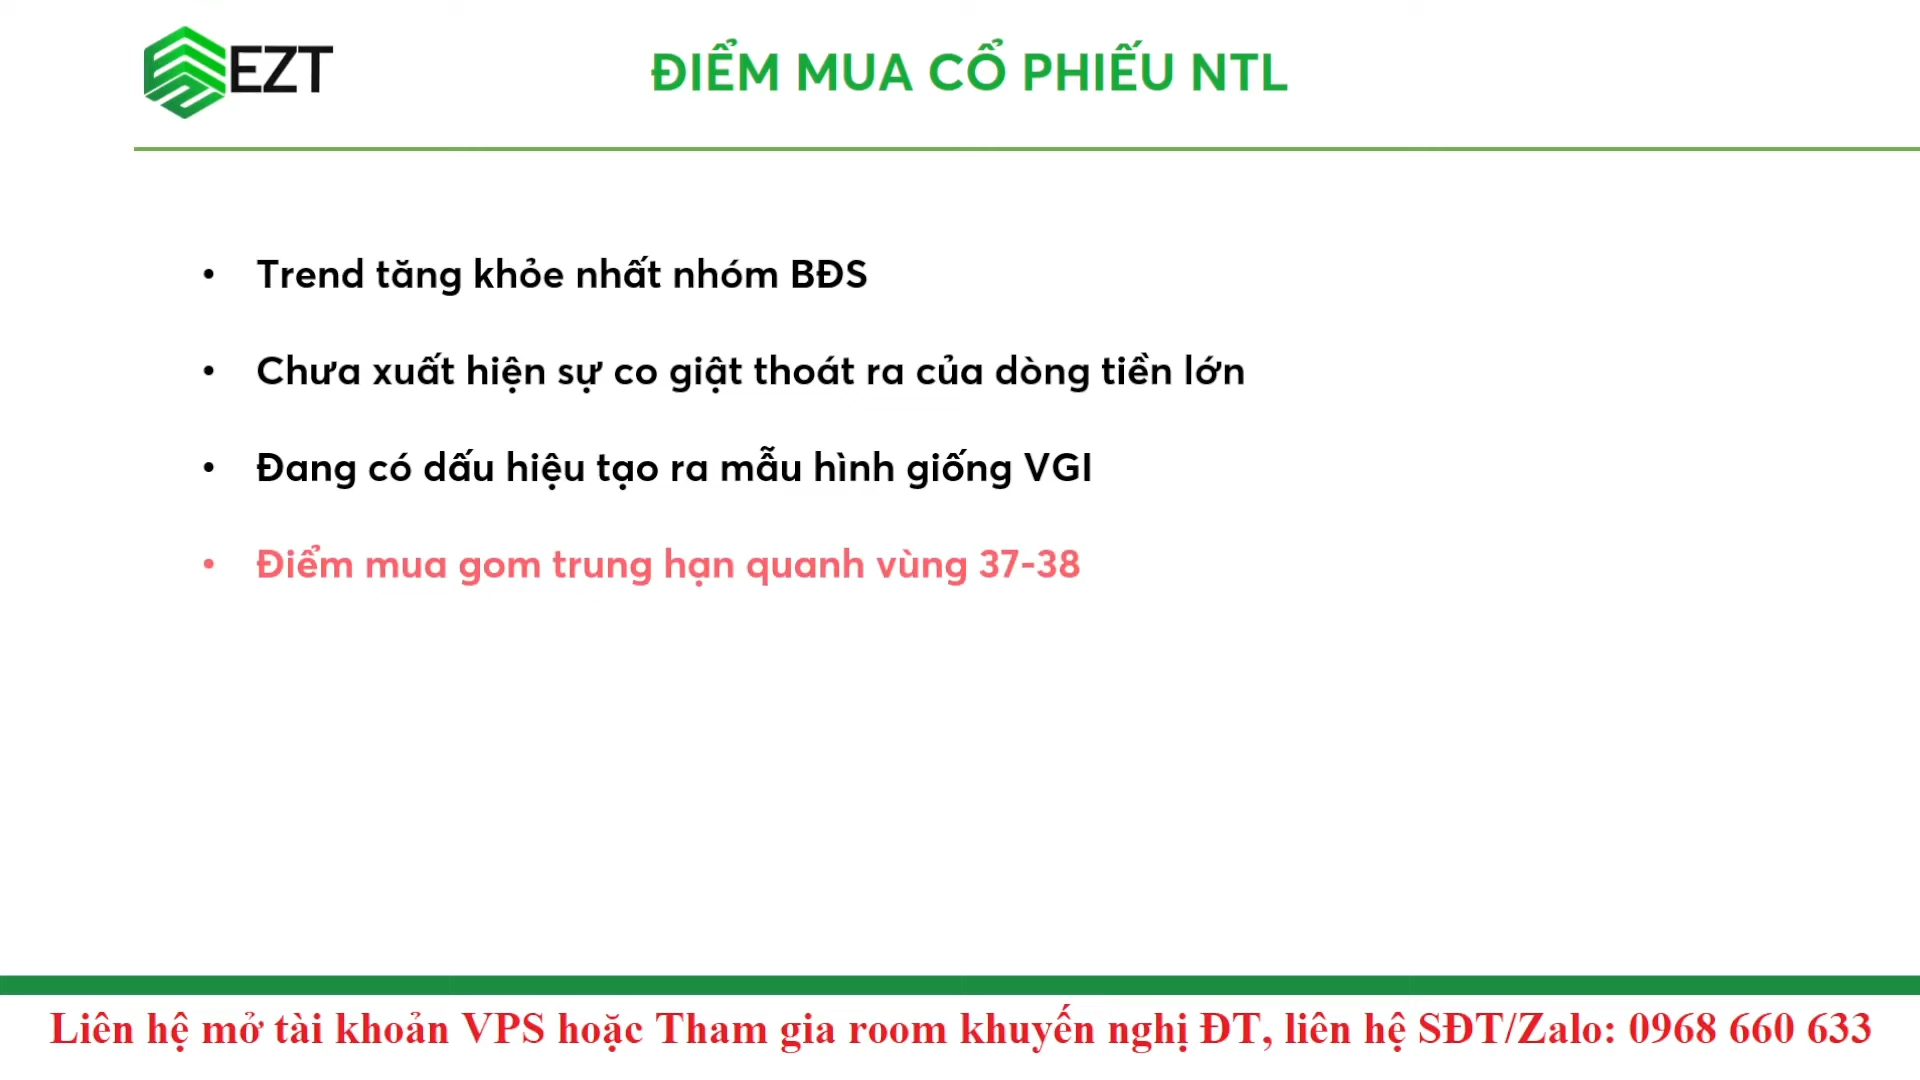 EZT
ĐIỂM MUA CỔ PHIẾU NTL
• Trend tăng khỏe nhất nhóm BĐS
• Chưa xuất hiện sự co giật thoát ra của dòng tiền lớn
• Đang có dấu hiệu tạo ra mẫu hình giống VGI
• Điểm mua gom trung hạn quanh vùng 37-38
Liên hệ mở tài khoản VPS hoặc Tham gia room khuyến nghị ĐT, liên hệ SĐT/Zalo: 0968 660 633